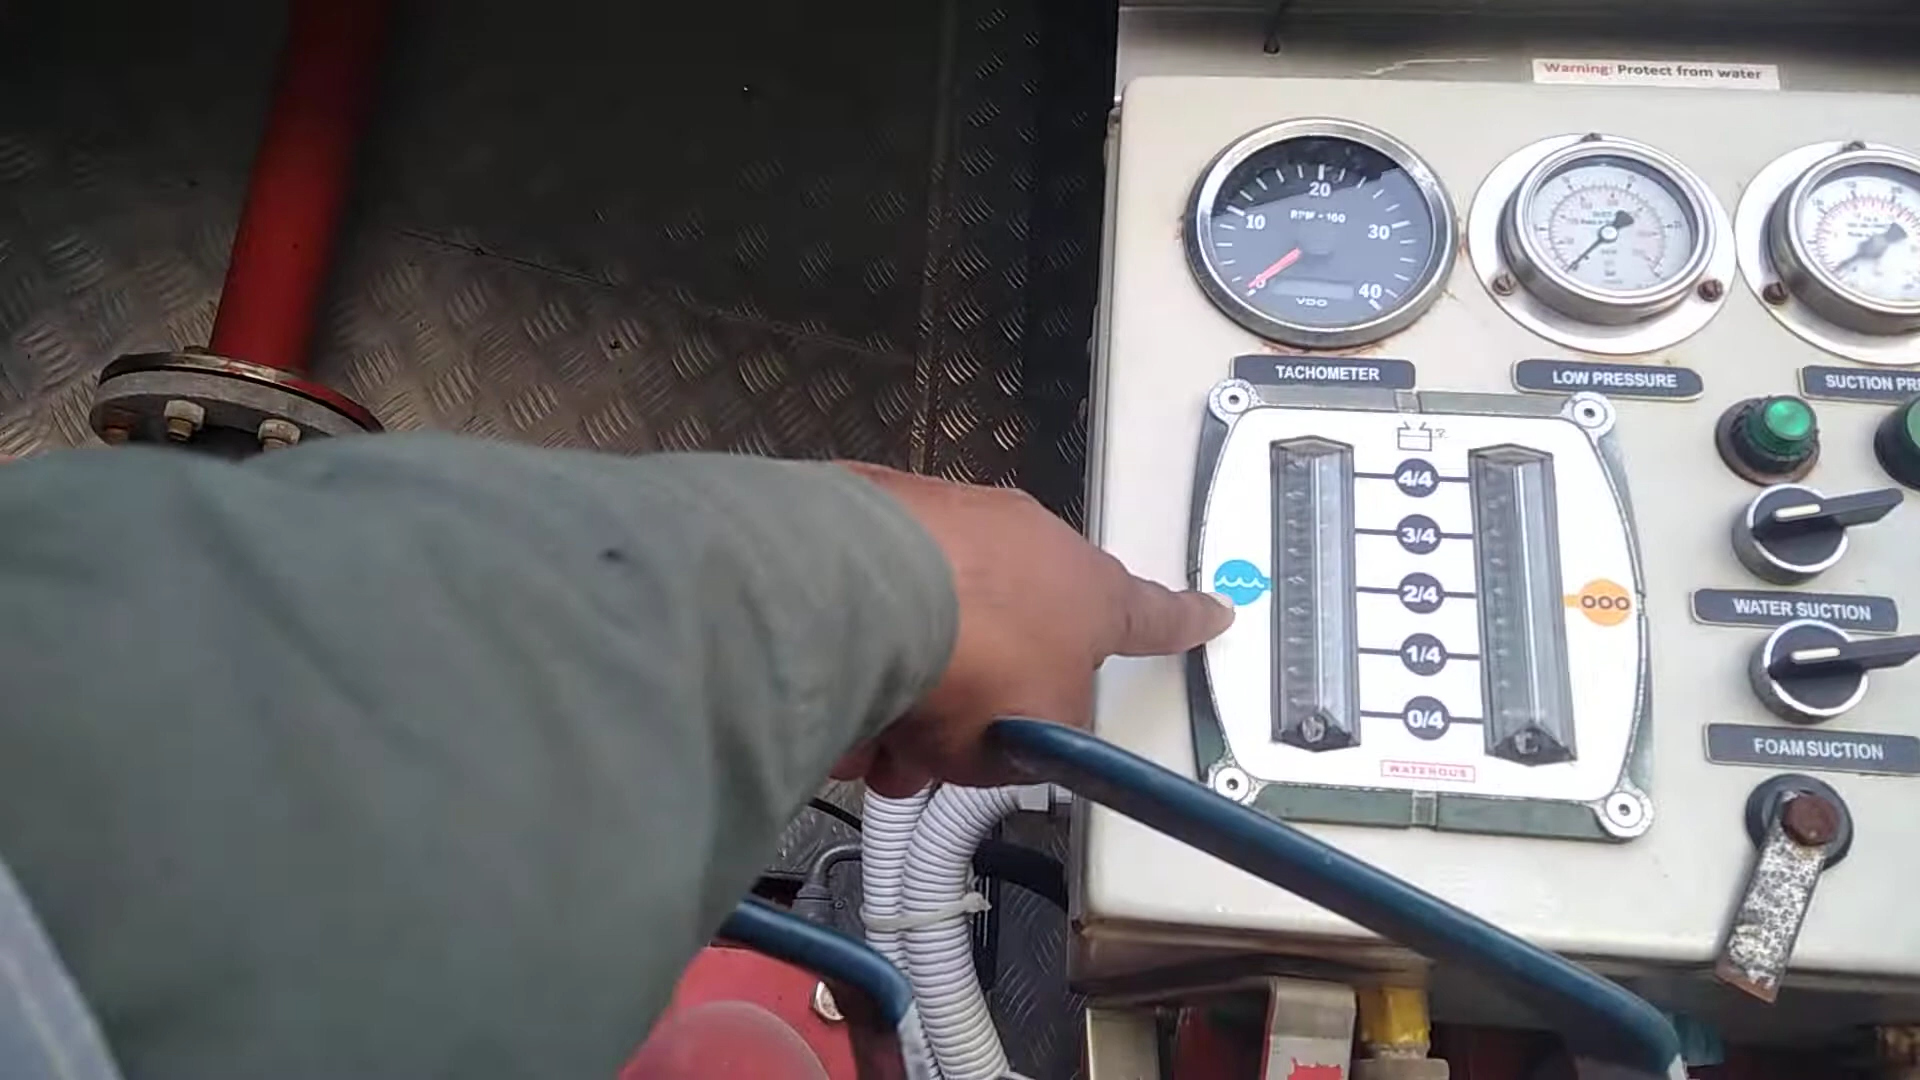 Warning: Protect from water
20
10
RPM × 100
30
0
40
VDO
TACHOMETER
LOW PRESSURE
SUCTION PR
4/4
3/4
2/4
1/4
0/4
WATEROUS
WATER SUCTION
FOAM SUCTION